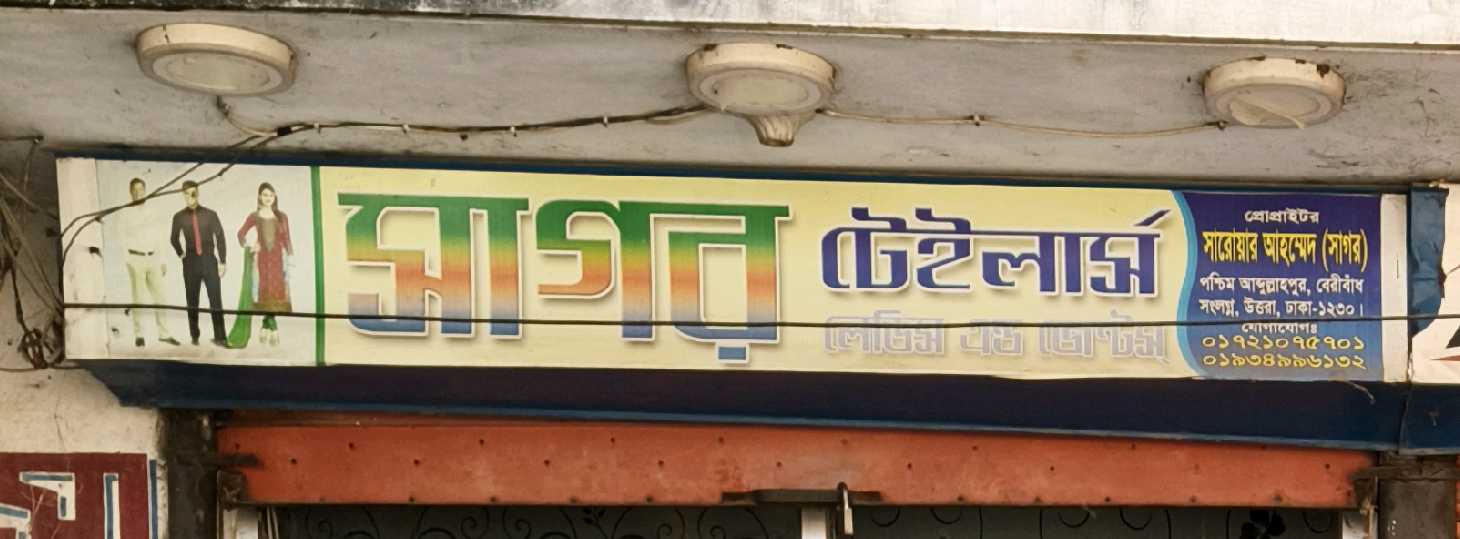 সাগর টেইলার্স
লেডিস এন্ড জেন্টস্
প্রোপ্রাইটর
সারোয়ার আহম্মেদ (সাগর)
পশ্চিম আব্দুল্লাহপুর, বেরীবাঁধ
সংলগ্ন, উত্তরা, ঢাকা-১২৩০।
যোগাযোগঃ
০১৭২১০৭৫৭০১
০১৯৩৪৯৯৬১৩২